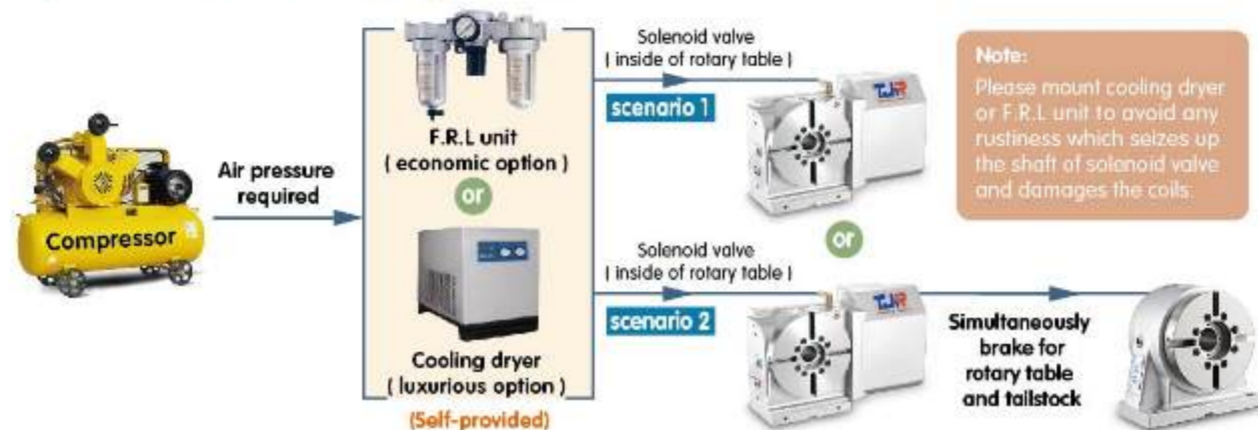 Compressor
Air pressure
required
F.R.L unit
( economic option )
or
Cooling dryer
( luxurious option )
(Self-provided)
Solenoid valve
( inside of rotary table )
scenario 1
TJR
or
Solenoid valve
( inside of rotary table )
scenario 2
TJR
Simultaneously
brake for
rotary table
and tailstock
Note:
Please mount cooling dryer
or F.R.L unit to avoid any
rustiness which seizes up
the shaft of solenoid valve
and damages the coils.